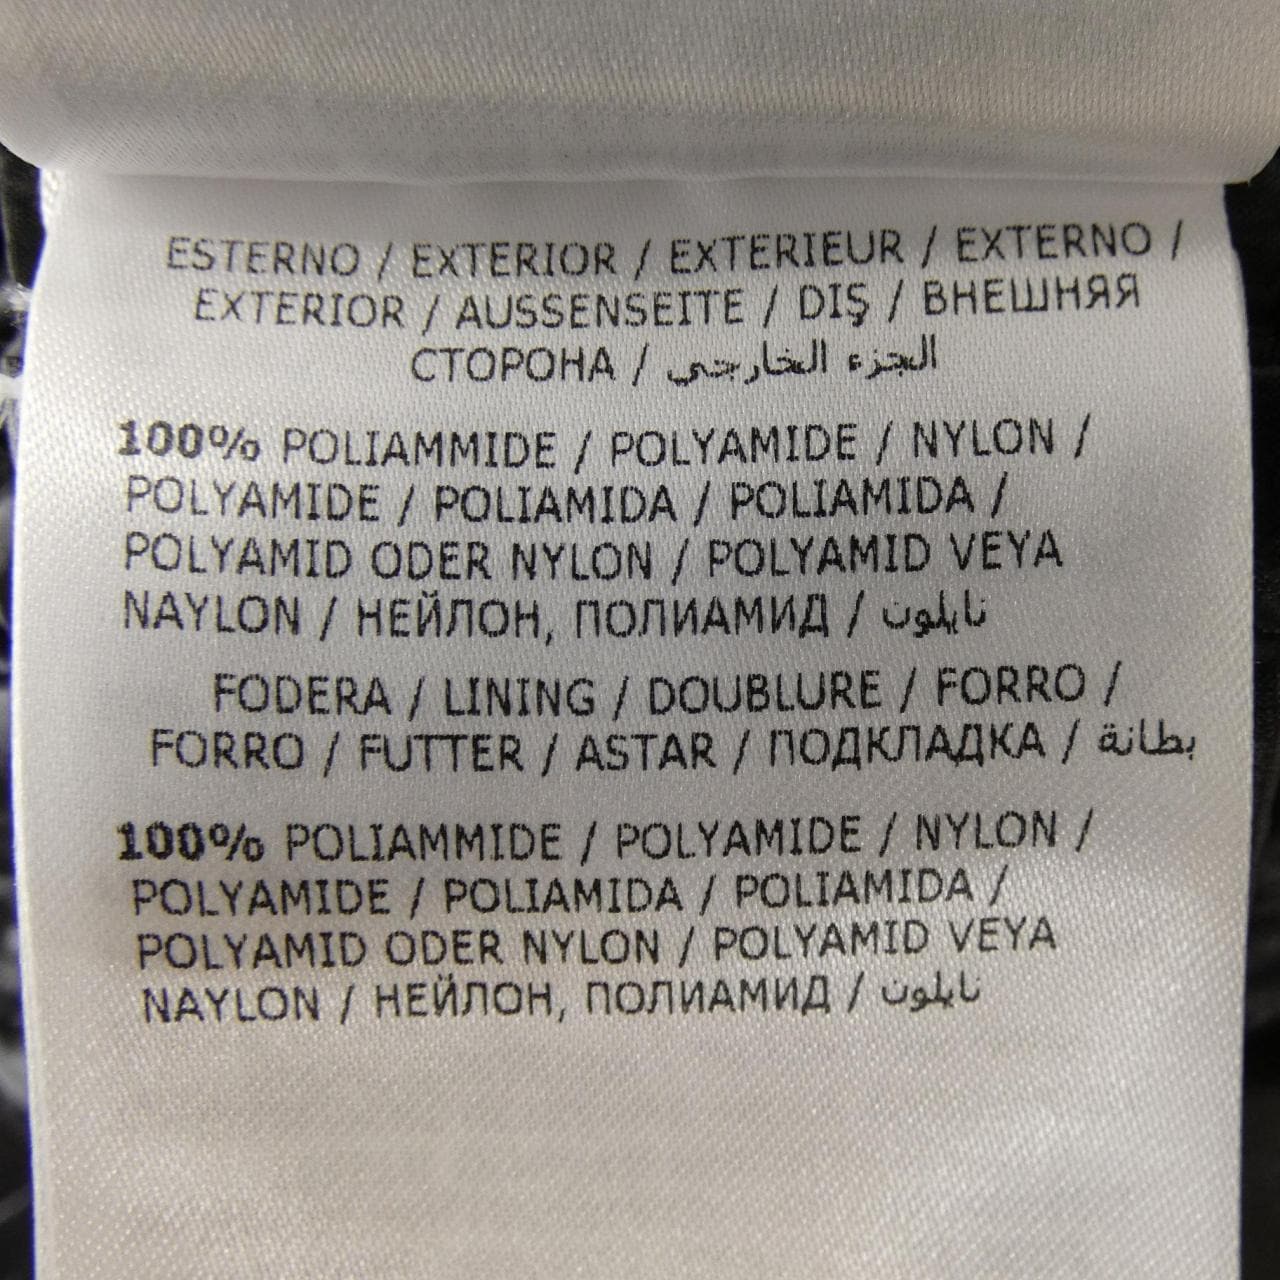 ESTERNO / EXTERIOR / EXTERIEUR / EXTERNO /
EXTERIOR / AUSSENSEITE / DIŞ / ВНЕШНЯЯ
СТОРОНА / الجزء الخارجي
100% POLIAMMIDE / POLYAMIDE / NYLON /
POLYAMIDE / POLIAMIDA / POLIAMIDA /
POLYAMID ODER NYLON / POLYAMID VEYA
NAYLON / НЕЙЛОН, ПОЛИАМИД / نايلون
FODERA / LINING / DOUBLURE / FORRO /
FORRO / FUTTER / ASTAR / ПОДКЛАДКА / بطانة
100% POLIAMMIDE / POLYAMIDE / NYLON /
POLYAMIDE / POLIAMIDA / POLIAMIDA /
POLYAMID ODER NYLON / POLYAMID VEYA
NAYLON / НЕЙЛОН, ПОЛИАМИД / نايلون